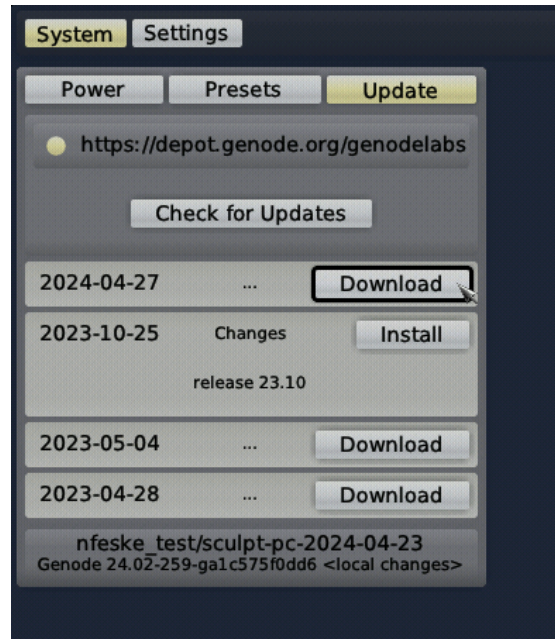 System Settings
Power Presets Update
https://depot.genode.org/genodelabs
Check for Updates
2024-04-27 ... Download
2023-10-25 Changes Install
release 23.10
2023-05-04 ... Download
2023-04-28 ... Download
nfeske_test/sculpt-pc-2024-04-23
Genode 24.02-259-ga1c575f0dd6 <local changes>